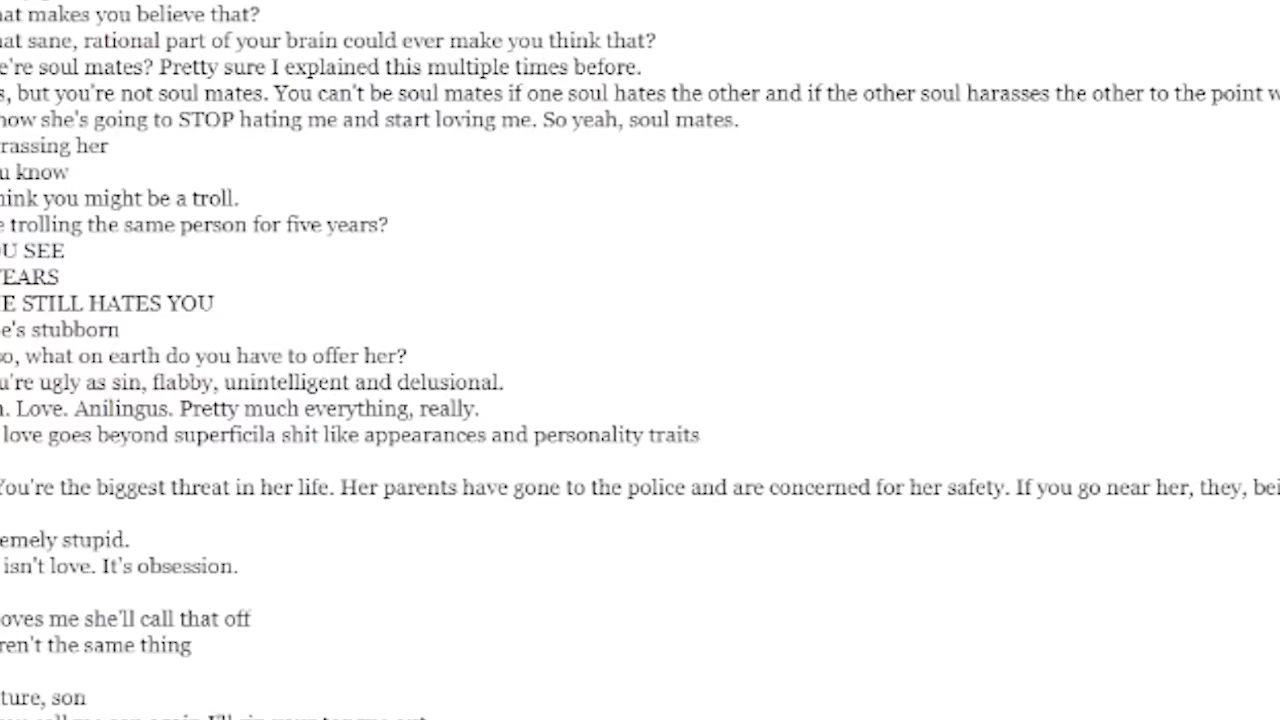 hat makes you believe that?
hat sane, rational part of your brain could ever make you think that?
e're soul mates? Pretty sure I explained this multiple times before.
s, but you're not soul mates. You can't be soul mates if one soul hates the other and if the other soul harasses the other to the point w
now she's going to STOP hating me and start loving me. So yeah, soul mates.
rassing her
u know
hink you might be a troll.
e trolling the same person for five years?
OU SEE
YEARS
HE STILL HATES YOU
e's stubborn
so, what on earth do you have to offer her?
u're ugly as sin, flabby, unintelligent and delusional.
. Love. Anilingus. Pretty much everything, really.
love goes beyond superficila shit like appearances and personality traits
You're the biggest threat in her life. Her parents have gone to the police and are concerned for her safety. If you go near her, they, bei
emely stupid.
isn't love. It's obsession.
oves me she'll call that off
ren't the same thing
ture, son